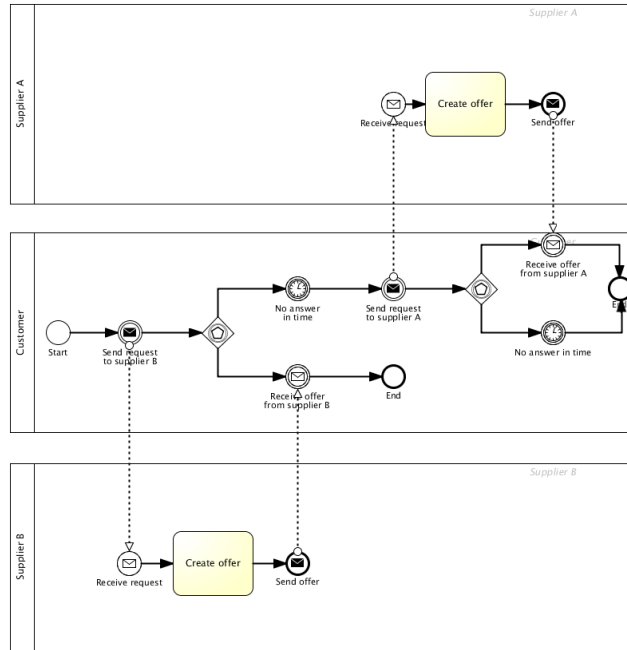 Supplier A
Supplier A
Create offer
Receive request
Send offer
Customer
Receive offer
from supplier A
No answer
in time
Send request
to supplier A
End
Start
Send request
to supplier B
No answer in time
Receive offer
from supplier B
End
Supplier B
Supplier B
Create offer
Receive request
Send offer